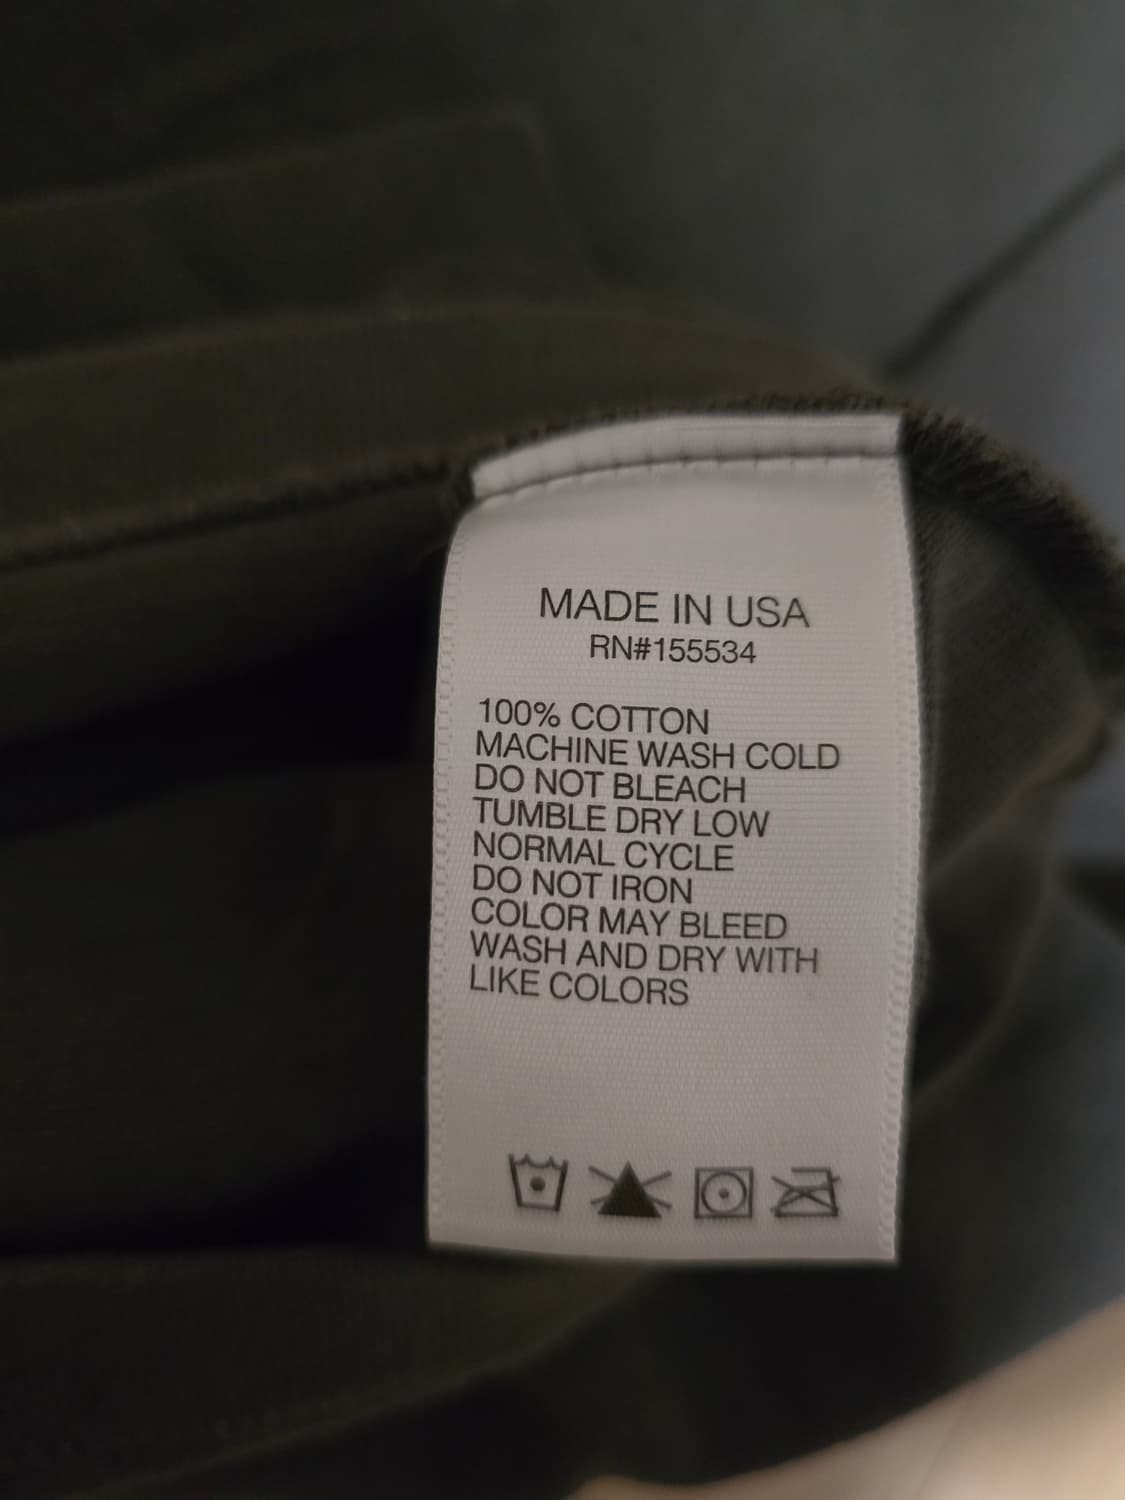 MADE IN USA
RN#155534
100% COTTON
MACHINE WASH COLD
DO NOT BLEACH
TUMBLE DRY LOW
NORMAL CYCLE
DO NOT IRON
COLOR MAY BLEED
WASH AND DRY WITH
LIKE COLORS